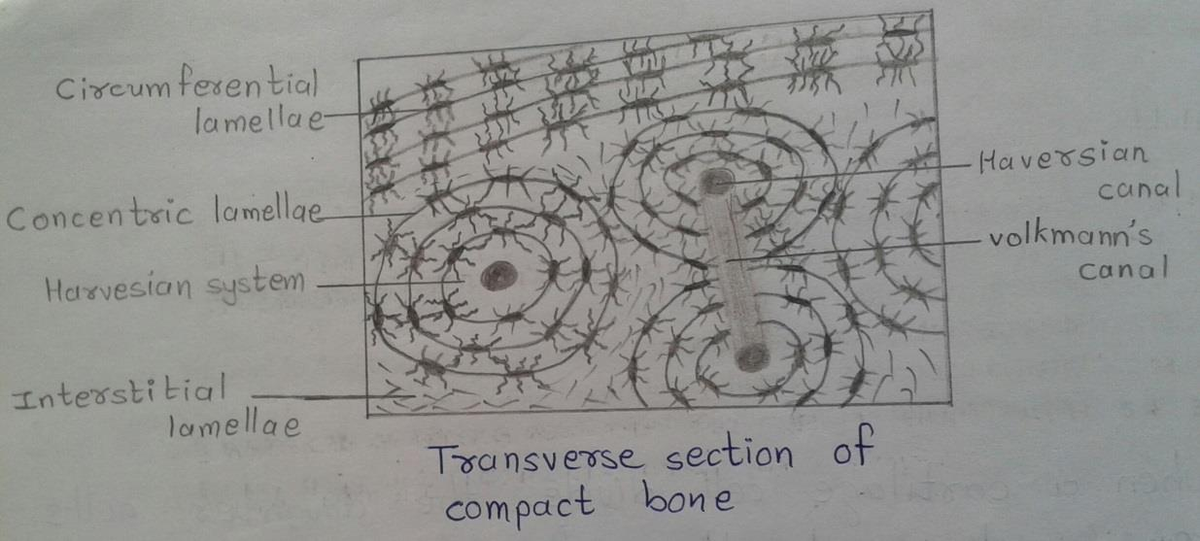 Circumferential
lamellae
Concentric lamellae
Harvesian system
Interstitial
lamellae
Haversian
canal
volkmann's
canal
Transverse section of
compact bone